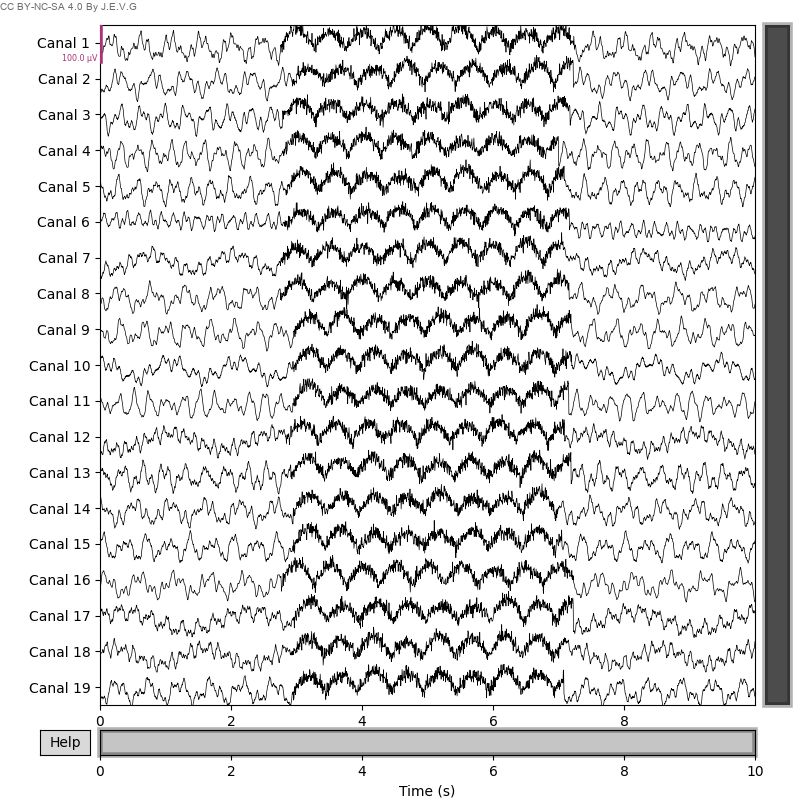 CC BY-NC-SA 4.0 By J.E.V.G
Canal 1
100.0 µV
Canal 2
Canal 3
Canal 4
Canal 5
Canal 6
Canal 7
Canal 8
Canal 9
Canal 10
Canal 11
Canal 12
Canal 13
Canal 14
Canal 15
Canal 16
Canal 17
Canal 18
Canal 19
0 2 4 6 8
Help
0 2 4 6 8 10
Time (s)